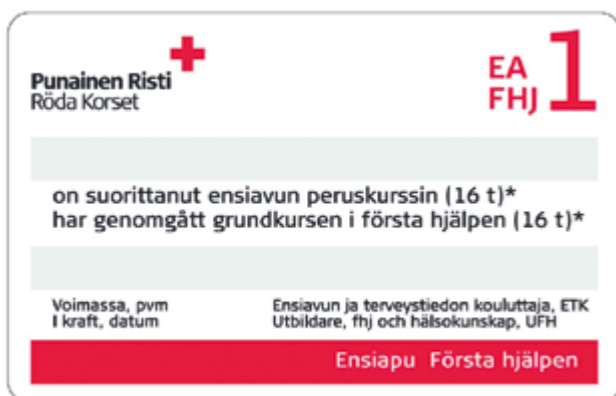 Punainen Risti
Röda Korset
EA
FHJ 1
on suorittanut ensiavun peruskurssin (16 t)*
har genomgått grundkursen i första hjälpen (16 t)*
Voimassa, pvm
I kraft, datum
Ensiavun ja terveystiedon kouluttaja, ETK
Utbildare, fhj och hälsokunskap, UFH
Ensiapu Första hjälpen